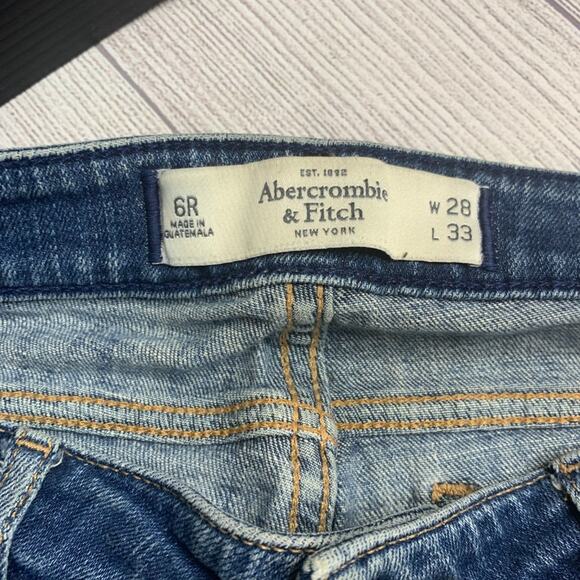 6R
MADE IN
GUATEMALA
EST. 1892
Abercrombie
& Fitch
NEW YORK
W 28
L 33